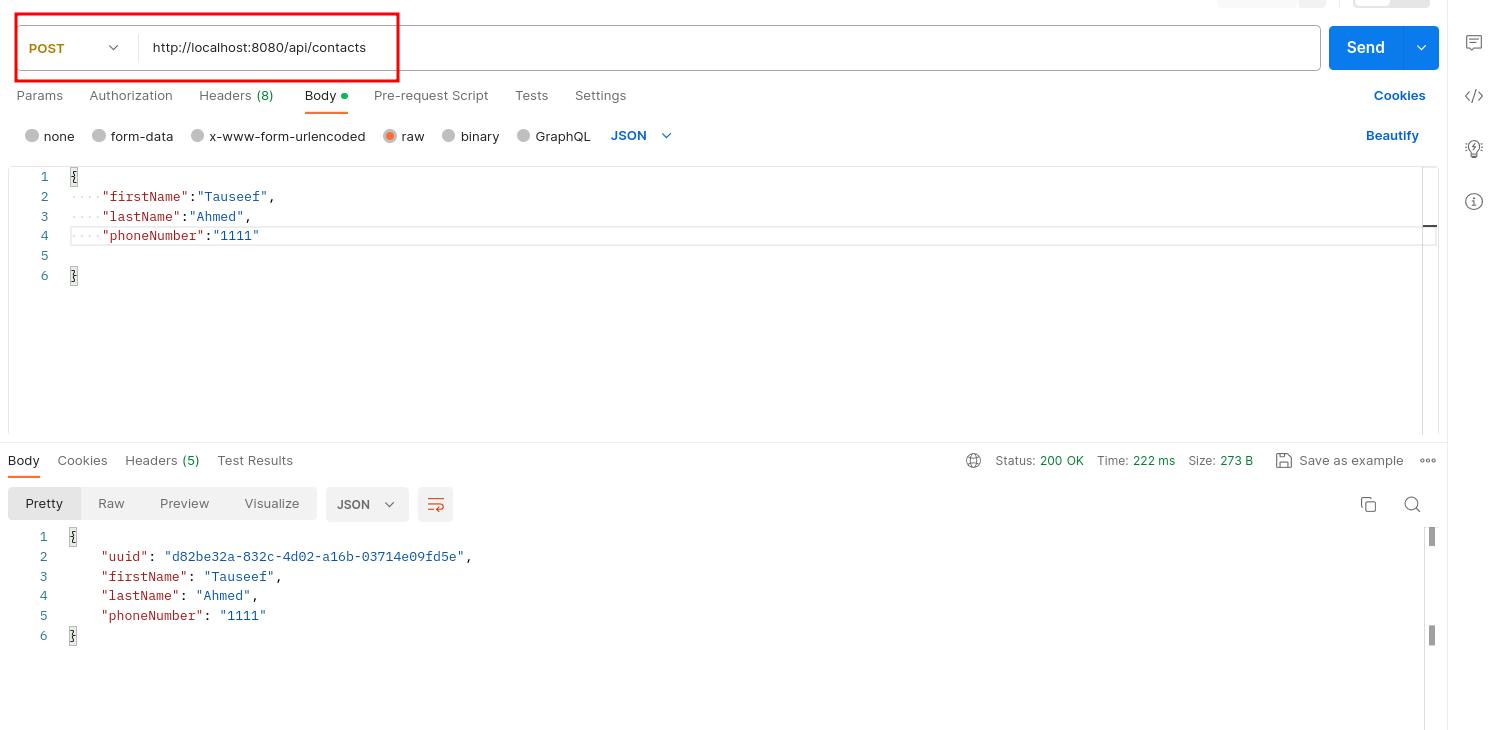 POST http://localhost:8080/api/contacts Send
Params Authorization Headers (8) Body Pre-request Script Tests Settings Cookies
none form-data x-www-form-urlencoded raw binary GraphQL JSON Beautify
1 {
2 ····"firstName":"Tauseef",
3 ····"lastName":"Ahmed",
4 ····"phoneNumber":"1111"
5
6 }
Body Cookies Headers (5) Test Results Status: 200 OK Time: 222 ms Size: 273 B Save as example
Pretty Raw Preview Visualize JSON
1 {
2 "uuid": "d82be32a-832c-4d02-a16b-03714e09fd5e",
3 "firstName": "Tauseef",
4 "lastName": "Ahmed",
5 "phoneNumber": "1111"
6 }